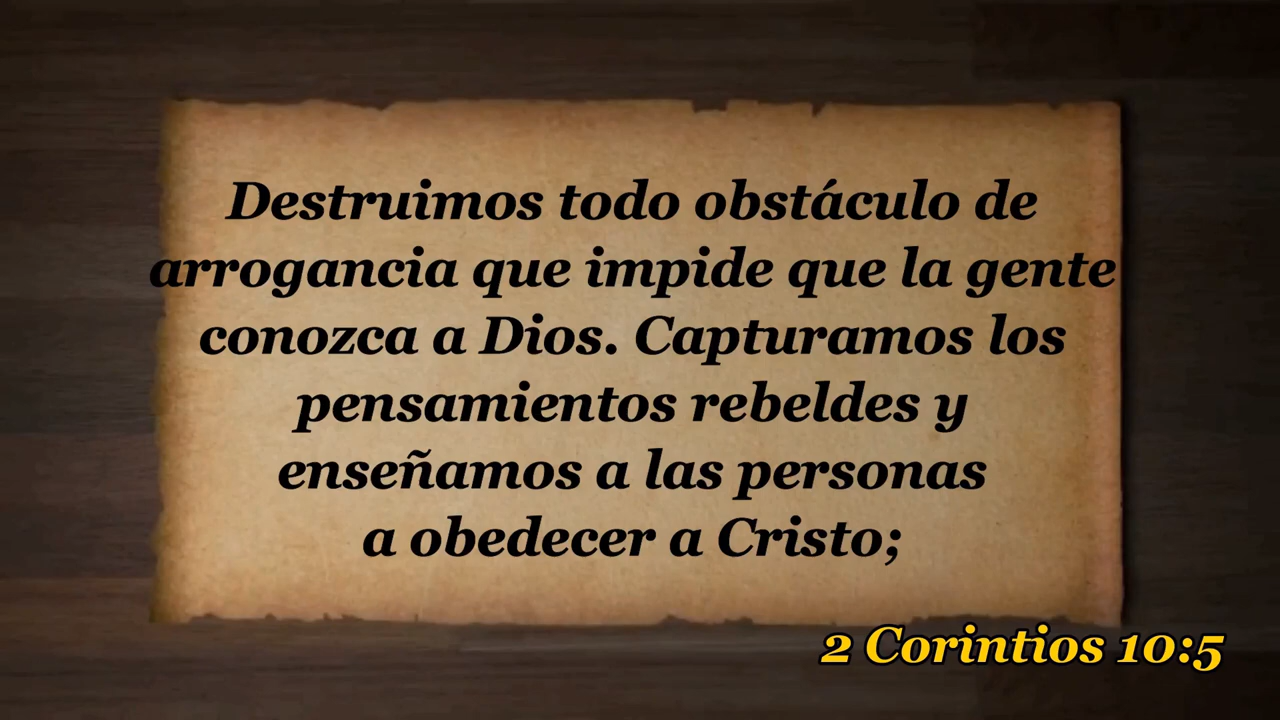 Destruimos todo obstáculo de
arrogancia que impide que la gente
conozca a Dios. Capturamos los
pensamientos rebeldes y
enseñamos a las personas
a obedecer a Cristo;
2 Corintios 10:5